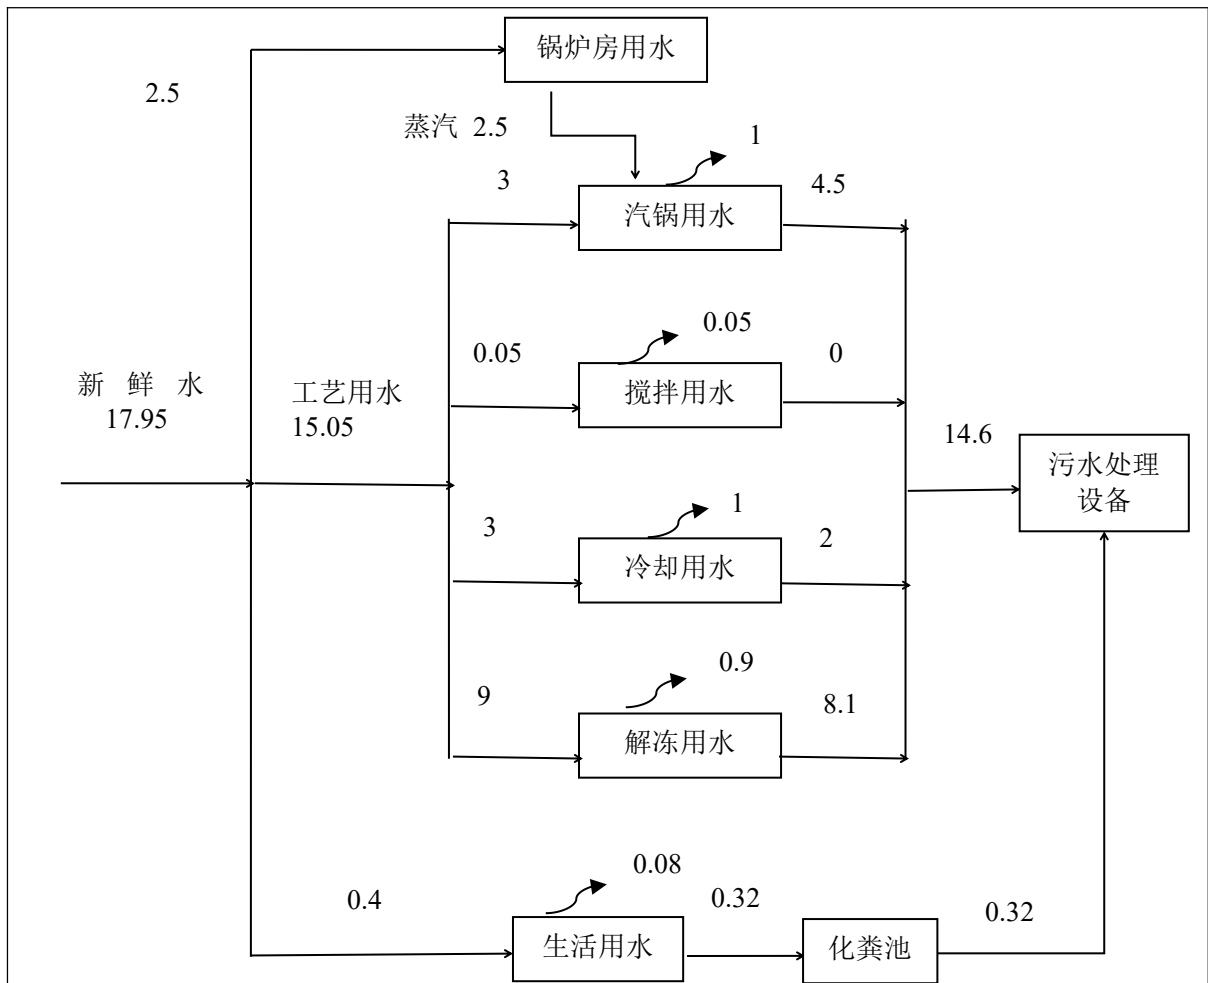 锅炉房用水
2.5
蒸汽 2.5
1
3
汽锅用水
4.5
0.05
0.05
搅拌用水
0
新 鲜 水
17.95
工艺用水
15.05
14.6
污水处理
设备
3
1
冷却用水
2
9
0.9
解冻用水
8.1
0.4
0.08
生活用水
0.32
化粪池
0.32